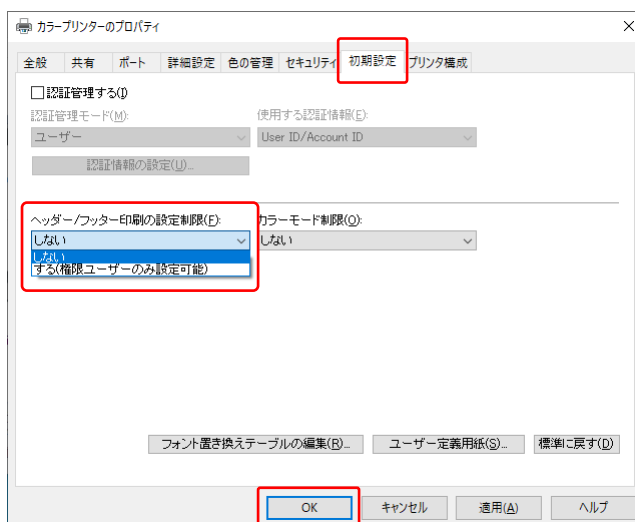 カラープリンターのプロパティ
全般 共有 ポート 詳細設定 色の管理 セキュリティ 初期設定 プリンタ構成
認証管理する(I)
認証管理モード(M): 使用する認証情報(E):
ユーザー User ID/Account ID
認証情報の設定(U)...
ヘッダー/フッター印刷の設定制限(F): カラーモード制限(O):
しない しない
しない
する(権限ユーザーのみ設定可能)
フォント置き換えテーブルの編集(R)... ユーザー定義用紙(S)... 標準に戻す(D)
OK キャンセル 適用(A) ヘルプ